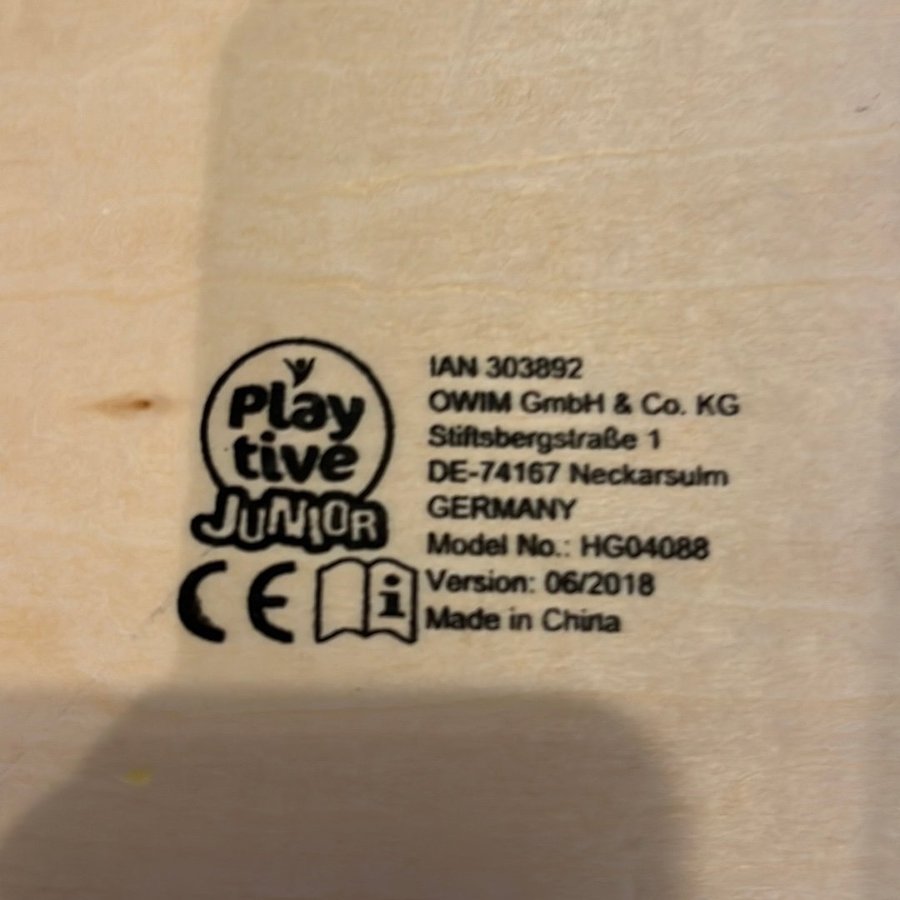 Play
tive
JUNIOR
CE
i
IAN 303892
OWIM GmbH & Co. KG
Stiftsbergstraße 1
DE-74167 Neckarsulm
GERMANY
Model No.: HG04088
Version: 06/2018
Made in China